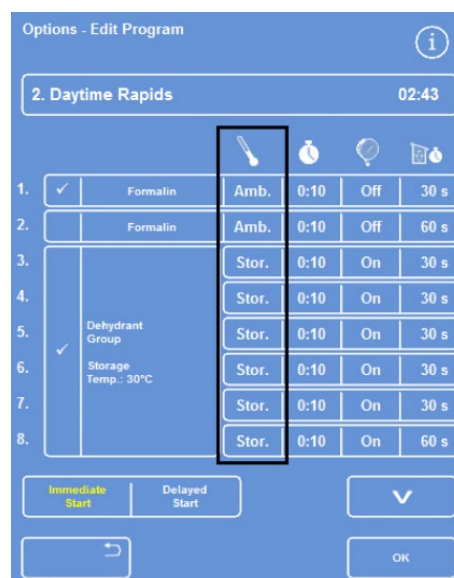 Options - Edit Program
i
2. Daytime Rapids 02:43
1. ✓ Formalin Amb. 0:10 Off 30 s
2. Formalin Amb. 0:10 Off 60 s
3. Stor. 0:10 On 30 s
4. Stor. 0:10 On 30 s
Dehydrant
5. Group Stor. 0:10 On 30 s
✓
6. Storage Stor. 0:10 On 30 s
Temp.: 30°C
7. Stor. 0:10 On 30 s
8. Stor. 0:10 On 60 s
Immediate Delayed
Start Start
OK